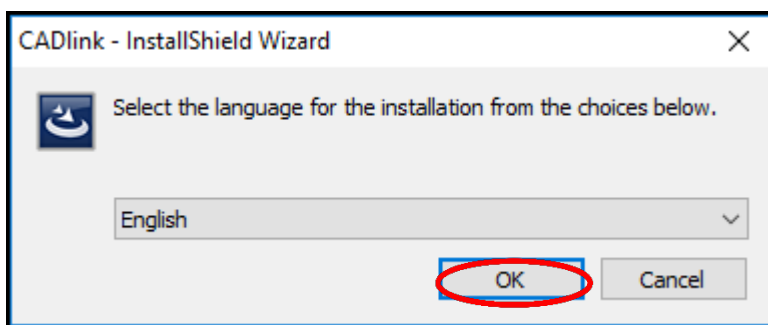 CADlink - InstallShield Wizard
Select the language for the installation from the choices below.
English
OK
Cancel